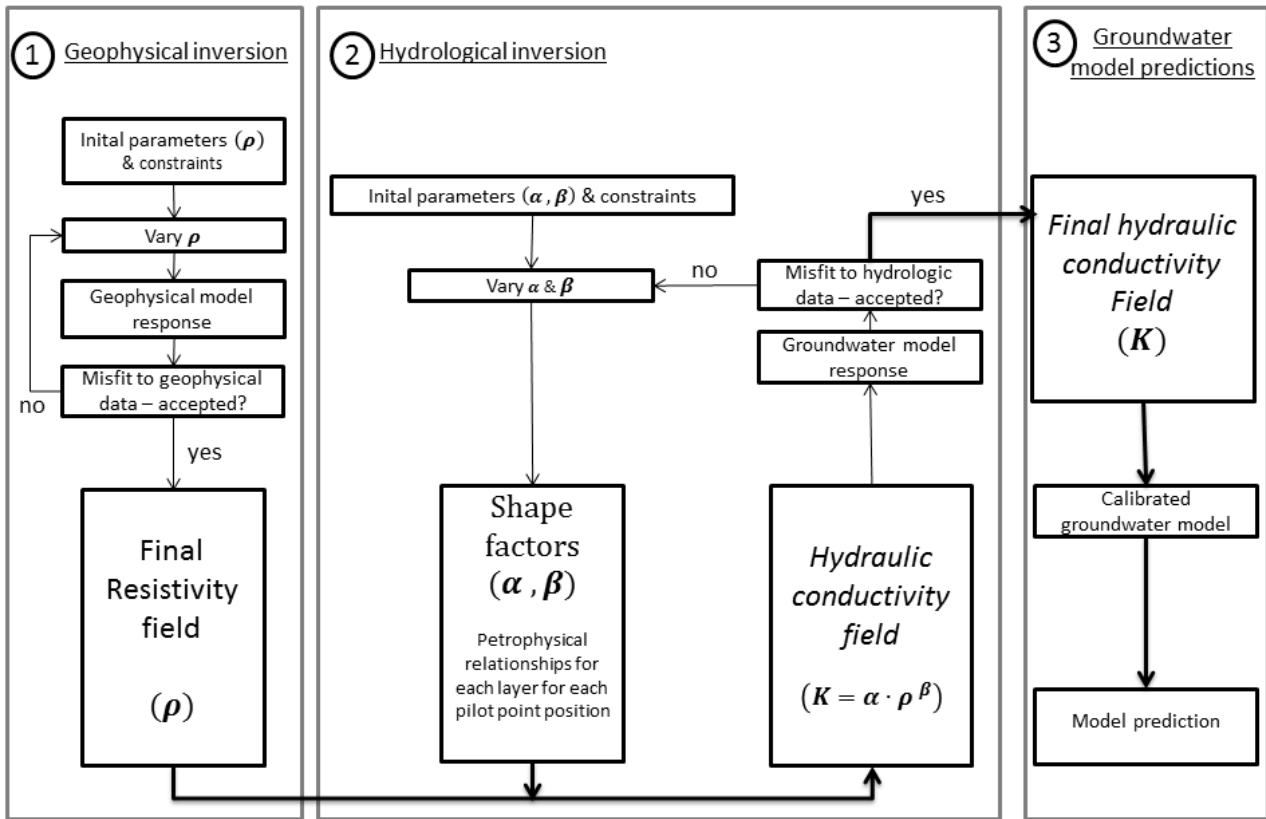 1 Geophysical inversion
Inital parameters (ρ)
& constraints
Vary ρ
Geophysical model
response
Misfit to geophysical
data – accepted?
no
yes
Final
Resistivity
field
(ρ)
2 Hydrological inversion
Inital parameters (α , β) & constraints
Vary α & β
no
Shape
factors
(α , β)
Petrophysical
relationships for
each layer for each
pilot point position
yes
Misfit to hydrologic
data – accepted?
Groundwater model
response
Hydraulic
conductivity
field
(K = α · ρ^β)
3 Groundwater
model predictions
Final hydraulic
conductivity
Field
(K)
Calibrated
groundwater model
Model prediction